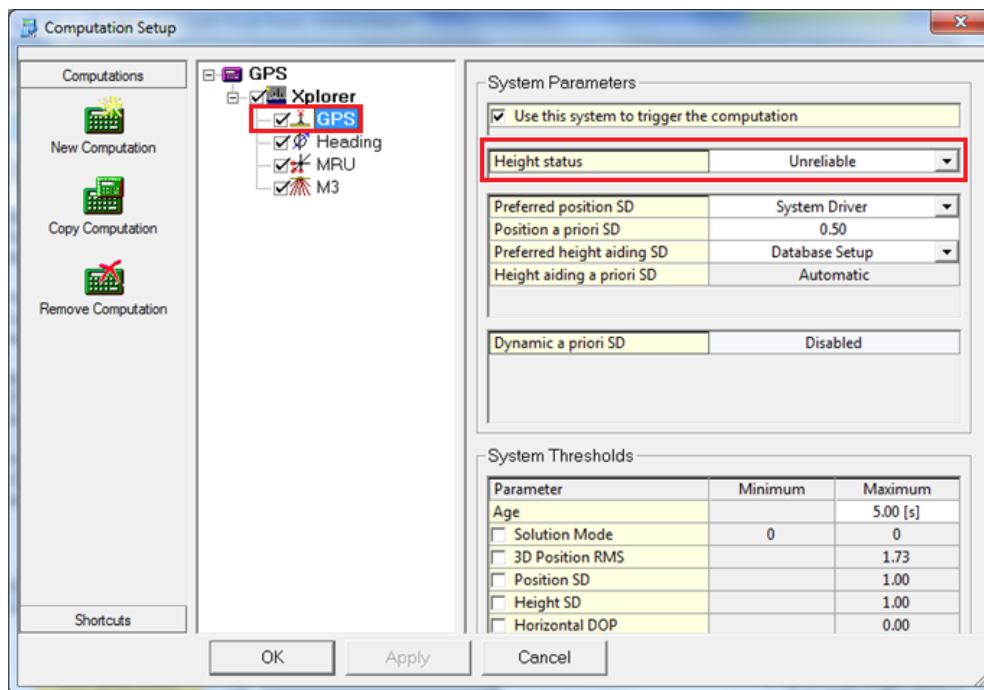 Computation Setup
Computations
New Computation
Copy Computation
Remove Computation
Shortcuts
GPS
Xplorer
GPS
Heading
MRU
M3
System Parameters
Use this system to trigger the computation
Height status Unreliable
Preferred position SD System Driver
Position a priori SD 0.50
Preferred height aiding SD Database Setup
Height aiding a priori SD Automatic
Dynamic a priori SD Disabled
System Thresholds
Parameter Minimum Maximum
Age 5.00 [s]
Solution Mode 0 0
3D Position RMS 1.73
Position SD 1.00
Height SD 1.00
Horizontal DOP 0.00
OK Apply Cancel